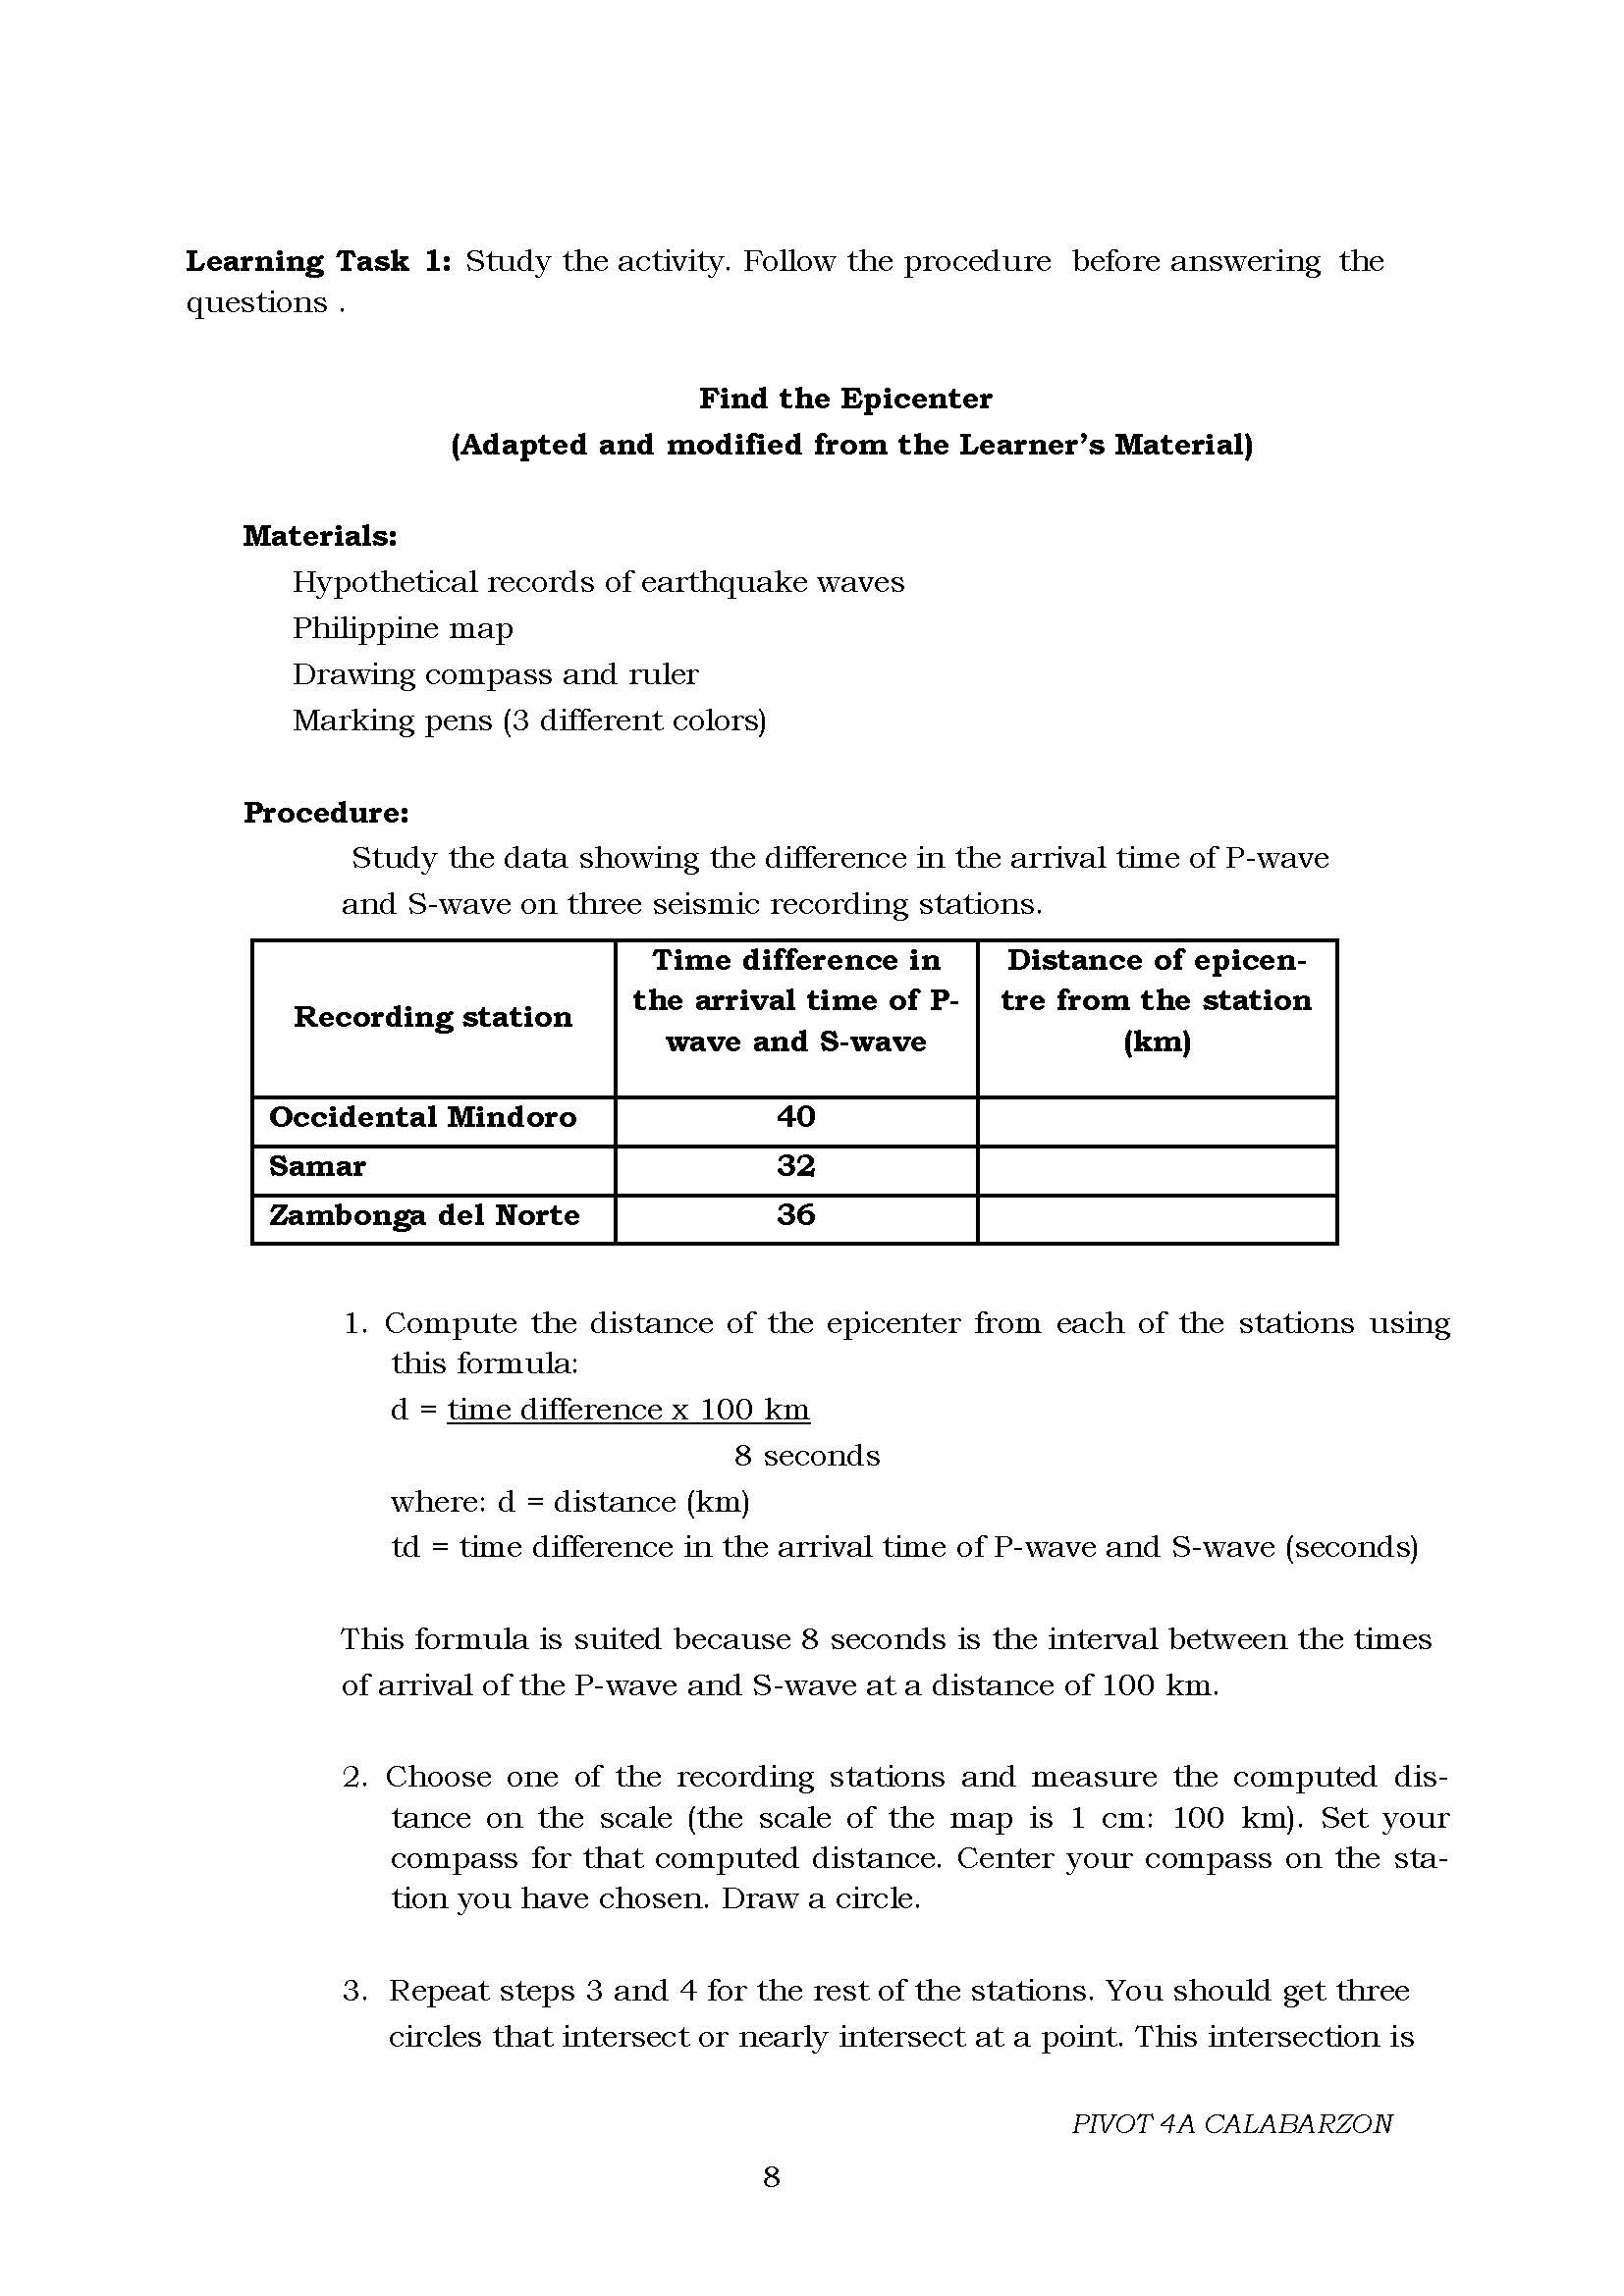 Learning Task 1: Study the activity. Follow the procedure before answering the
questions .
Find the Epicenter
(Adapted and modified from the Learner's Material)
Materials:
Hypothetical records of earthquake waves
Philippine map
Drawing compass and ruler
Marking pens (3 different colors)
Procedure:
Study the data showing the difference in the arrival time of P-wave
and S-wave on three seismic recording stations.
Recording station
Time difference in
the arrival time of P-
wave and S-wave
Distance of epicen-
tre from the station
(km)
Occidental Mindoro 40
Samar 32
Zambonga del Norte 36
1. Compute the distance of the epicenter from each of the stations using
this formula:
d = time difference x 100 km
8 seconds
where: d = distance (km)
td = time difference in the arrival time of P-wave and S-wave (seconds)
This formula is suited because 8 seconds is the interval between the times
of arrival of the P-wave and S-wave at a distance of 100 km.
2. Choose one of the recording stations and measure the computed dis-
tance on the scale (the scale of the map is 1 cm: 100 km). Set your
compass for that computed distance. Center your compass on the sta-
tion you have chosen. Draw a circle.
3. Repeat steps 3 and 4 for the rest of the stations. You should get three
circles that intersect or nearly intersect at a point. This intersection is
PIVOT 4A CALABARZON
8